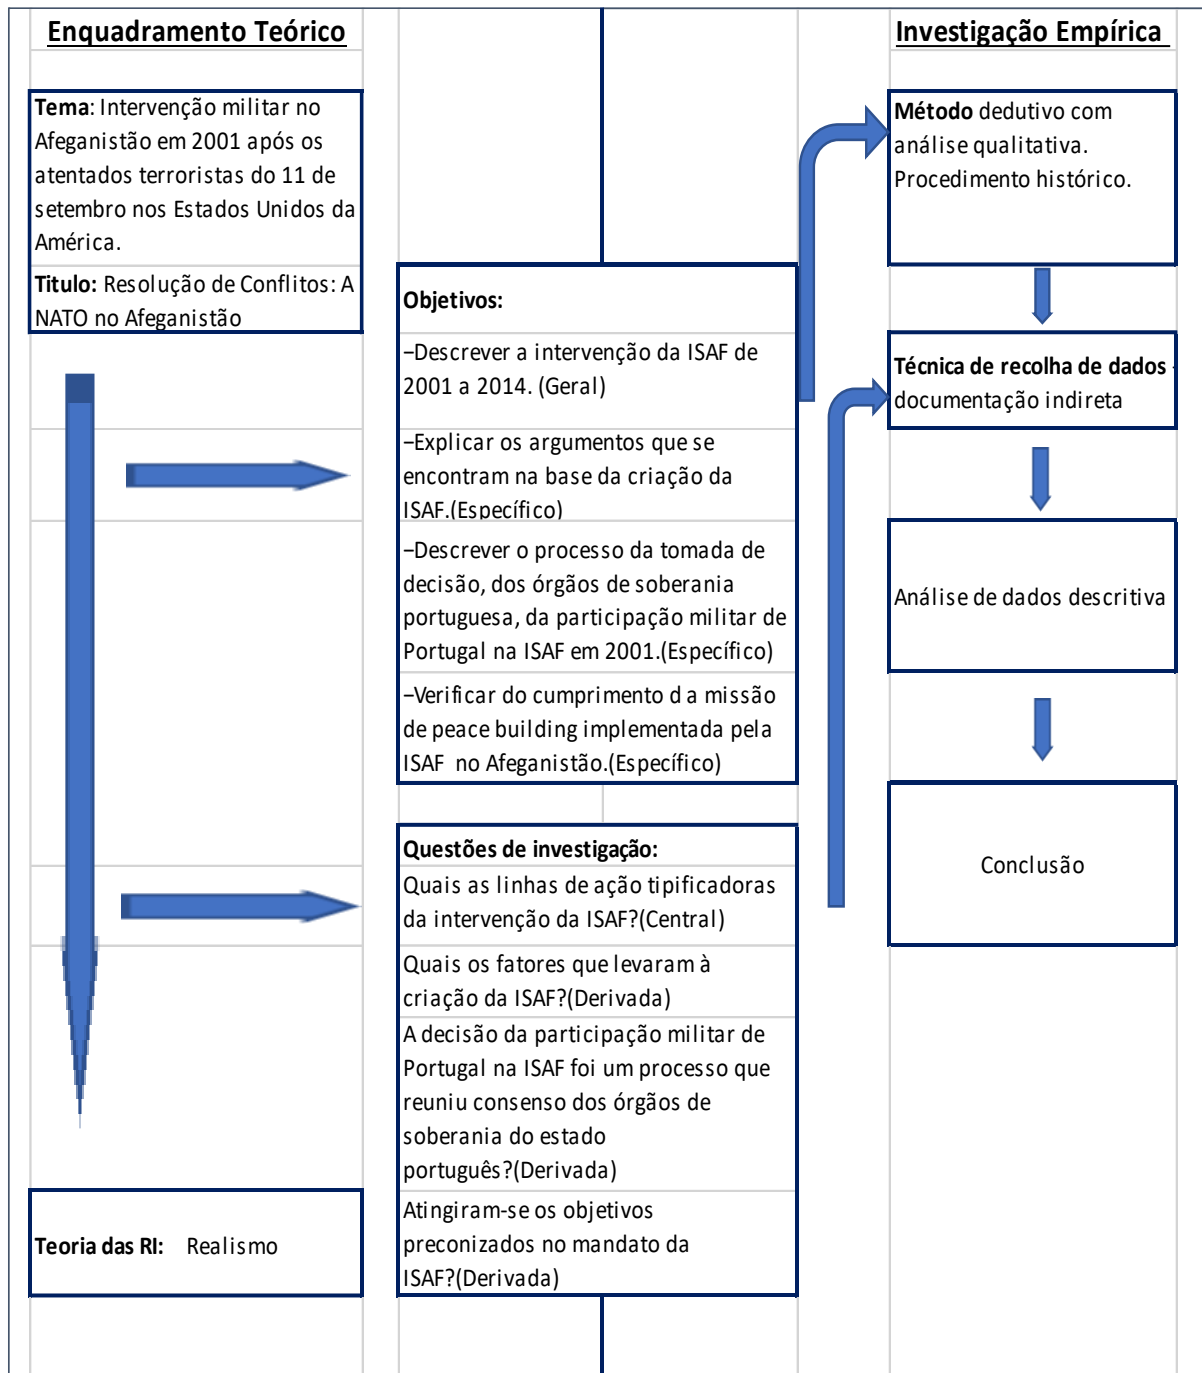 Enquadramento Teórico
Tema: Intervenção militar no
Afeganistão em 2001 após os
atentados terroristas do 11 de
setembro nos Estados Unidos da
América.
Titulo: Resolução de Conflitos: A
NATO no Afeganistão
Teoria das RI: Realismo
Objetivos:
–Descrever a intervenção da ISAF de
2001 a 2014. (Geral)
–Explicar os argumentos que se
encontram na base da criação da
ISAF.(Específico)
–Descrever o processo da tomada de
decisão, dos órgãos de soberania
portuguesa, da participação militar de
Portugal na ISAF em 2001.(Específico)
–Verificar do cumprimento d a missão
de peace building implementada pela
ISAF no Afeganistão.(Específico)
Questões de investigação:
Quais as linhas de ação tipificadoras
da intervenção da ISAF?(Central)
Quais os fatores que levaram à
criação da ISAF?(Derivada)
A decisão da participação militar de
Portugal na ISAF foi um processo que
reuniu consenso dos órgãos de
soberania do estado
português?(Derivada)
Atingiram-se os objetivos
preconizados no mandato da
ISAF?(Derivada)
Investigação Empírica
Método dedutivo com
análise qualitativa.
Procedimento histórico.
Técnica de recolha de dados -
documentação indireta
Análise de dados descritiva
Conclusão